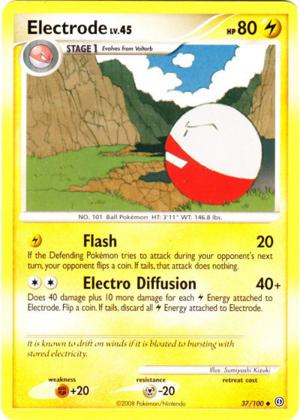 Electrode LV.45
HP 80
STAGE 1 Evolves from Voltorb
NO. 101 Ball Pokémon HT: 3'11" WT: 146.8 lbs.
Flash 20
If the Defending Pokémon tries to attack during your opponent's next
turn, your opponent flips a coin. If tails, that attack does nothing.
Electro Diffusion 40+
Does 40 damage plus 10 more damage for each Energy attached to
Electrode. Flip a coin. If tails, discard all Energy attached to Electrode.
It is known to drift on winds if it is bloated to bursting with
stored electricity.
Illus. Sumiyoshi Kizuki
weakness resistance retreat cost
+20 -20
©2008 Pokémon/Nintendo 37/100